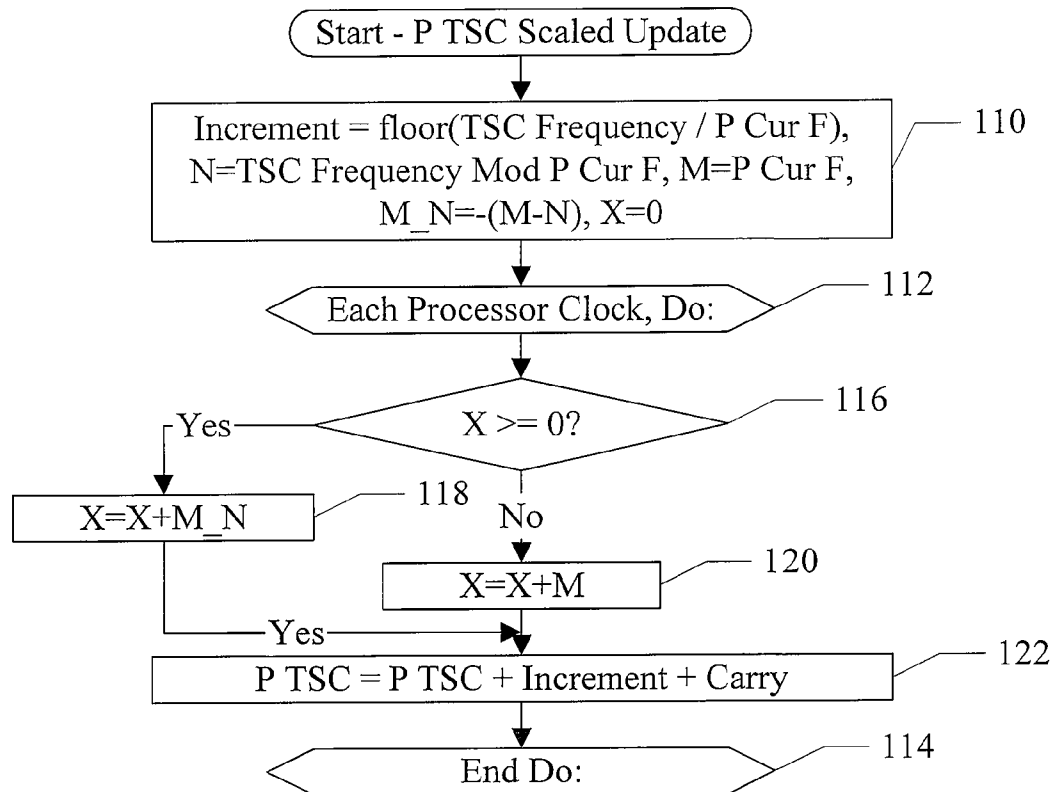 Start - P TSC Scaled Update
Increment = floor(TSC Frequency / P Cur F),
N=TSC Frequency Mod P Cur F, M=P Cur F,
M_N=-(M-N), X=0
110
Each Processor Clock, Do:
112
X >= 0?
116
Yes
X=X+M_N
118
No
X=X+M
120
Yes
P TSC = P TSC + Increment + Carry
122
End Do:
114